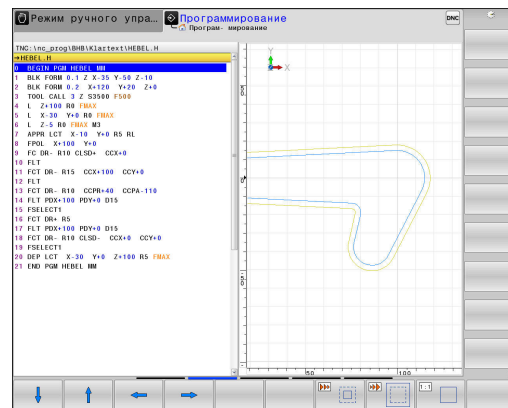 Режим ручного упра...
Программирование
Програм- мирование
DNC
TNC:\nc_prog\BHB\Klartext\HEBEL.H
→HEBEL.H
0 BEGIN PGM HEBEL MM
1 BLK FORM 0.1 Z X-35 Y-50 Z-10
2 BLK FORM 0.2 X+120 Y+20 Z+0
3 TOOL CALL 3 Z S3500 F500
4 L Z+100 R0 FMAX
5 L X-30 Y+0 R0 FMAX
6 L Z-5 R0 FMAX M3
7 APPR LCT X-10 Y+0 R5 RL
8 FPOL X+100 Y+0
9 FC DR- R10 CLSD+ CCX+0
10 FLT
11 FCT DR- R15 CCX+100 CCY+0
12 FLT
13 FCT DR- R10 CCPR+40 CCPA-110
14 FLT PDX+100 PDY+0 D15
15 FSELECT1
16 FCT DR+ R5
17 FLT PDX+100 PDY+0 D15
18 FCT DR- R10 CLSD- CCX+0 CCY+0
19 FSELECT1
20 DEP LCT X-30 Y+0 Z+100 R5 FMAX
21 END PGM HEBEL MM
Y
X
50
0
-50
50
100
1:1